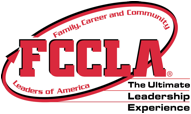 Family, Career and Community
FCCLA®
Leaders of America
The Ultimate
Leadership
Experience